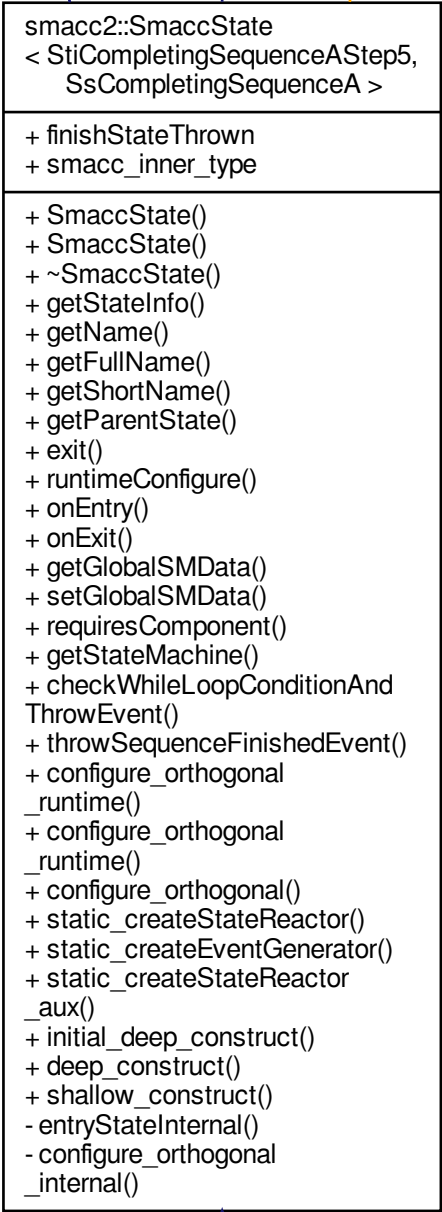 smacc2::SmaccState
< StiCompletingSequenceAStep5,
SsCompletingSequenceA >
+ finishStateThrown
+ smacc_inner_type
+ SmaccState()
+ SmaccState()
+ ~SmaccState()
+ getStateInfo()
+ getName()
+ getFullName()
+ getShortName()
+ getParentState()
+ exit()
+ runtimeConfigure()
+ onEntry()
+ onExit()
+ getGlobalSMData()
+ setGlobalSMData()
+ requiresComponent()
+ getStateMachine()
+ checkWhileLoopConditionAnd
ThrowEvent()
+ throwSequenceFinishedEvent()
+ configure_orthogonal
_runtime()
+ configure_orthogonal
_runtime()
+ configure_orthogonal()
+ static_createStateReactor()
+ static_createEventGenerator()
+ static_createStateReactor
_aux()
+ initial_deep_construct()
+ deep_construct()
+ shallow_construct()
- entryStateInternal()
- configure_orthogonal
_internal()